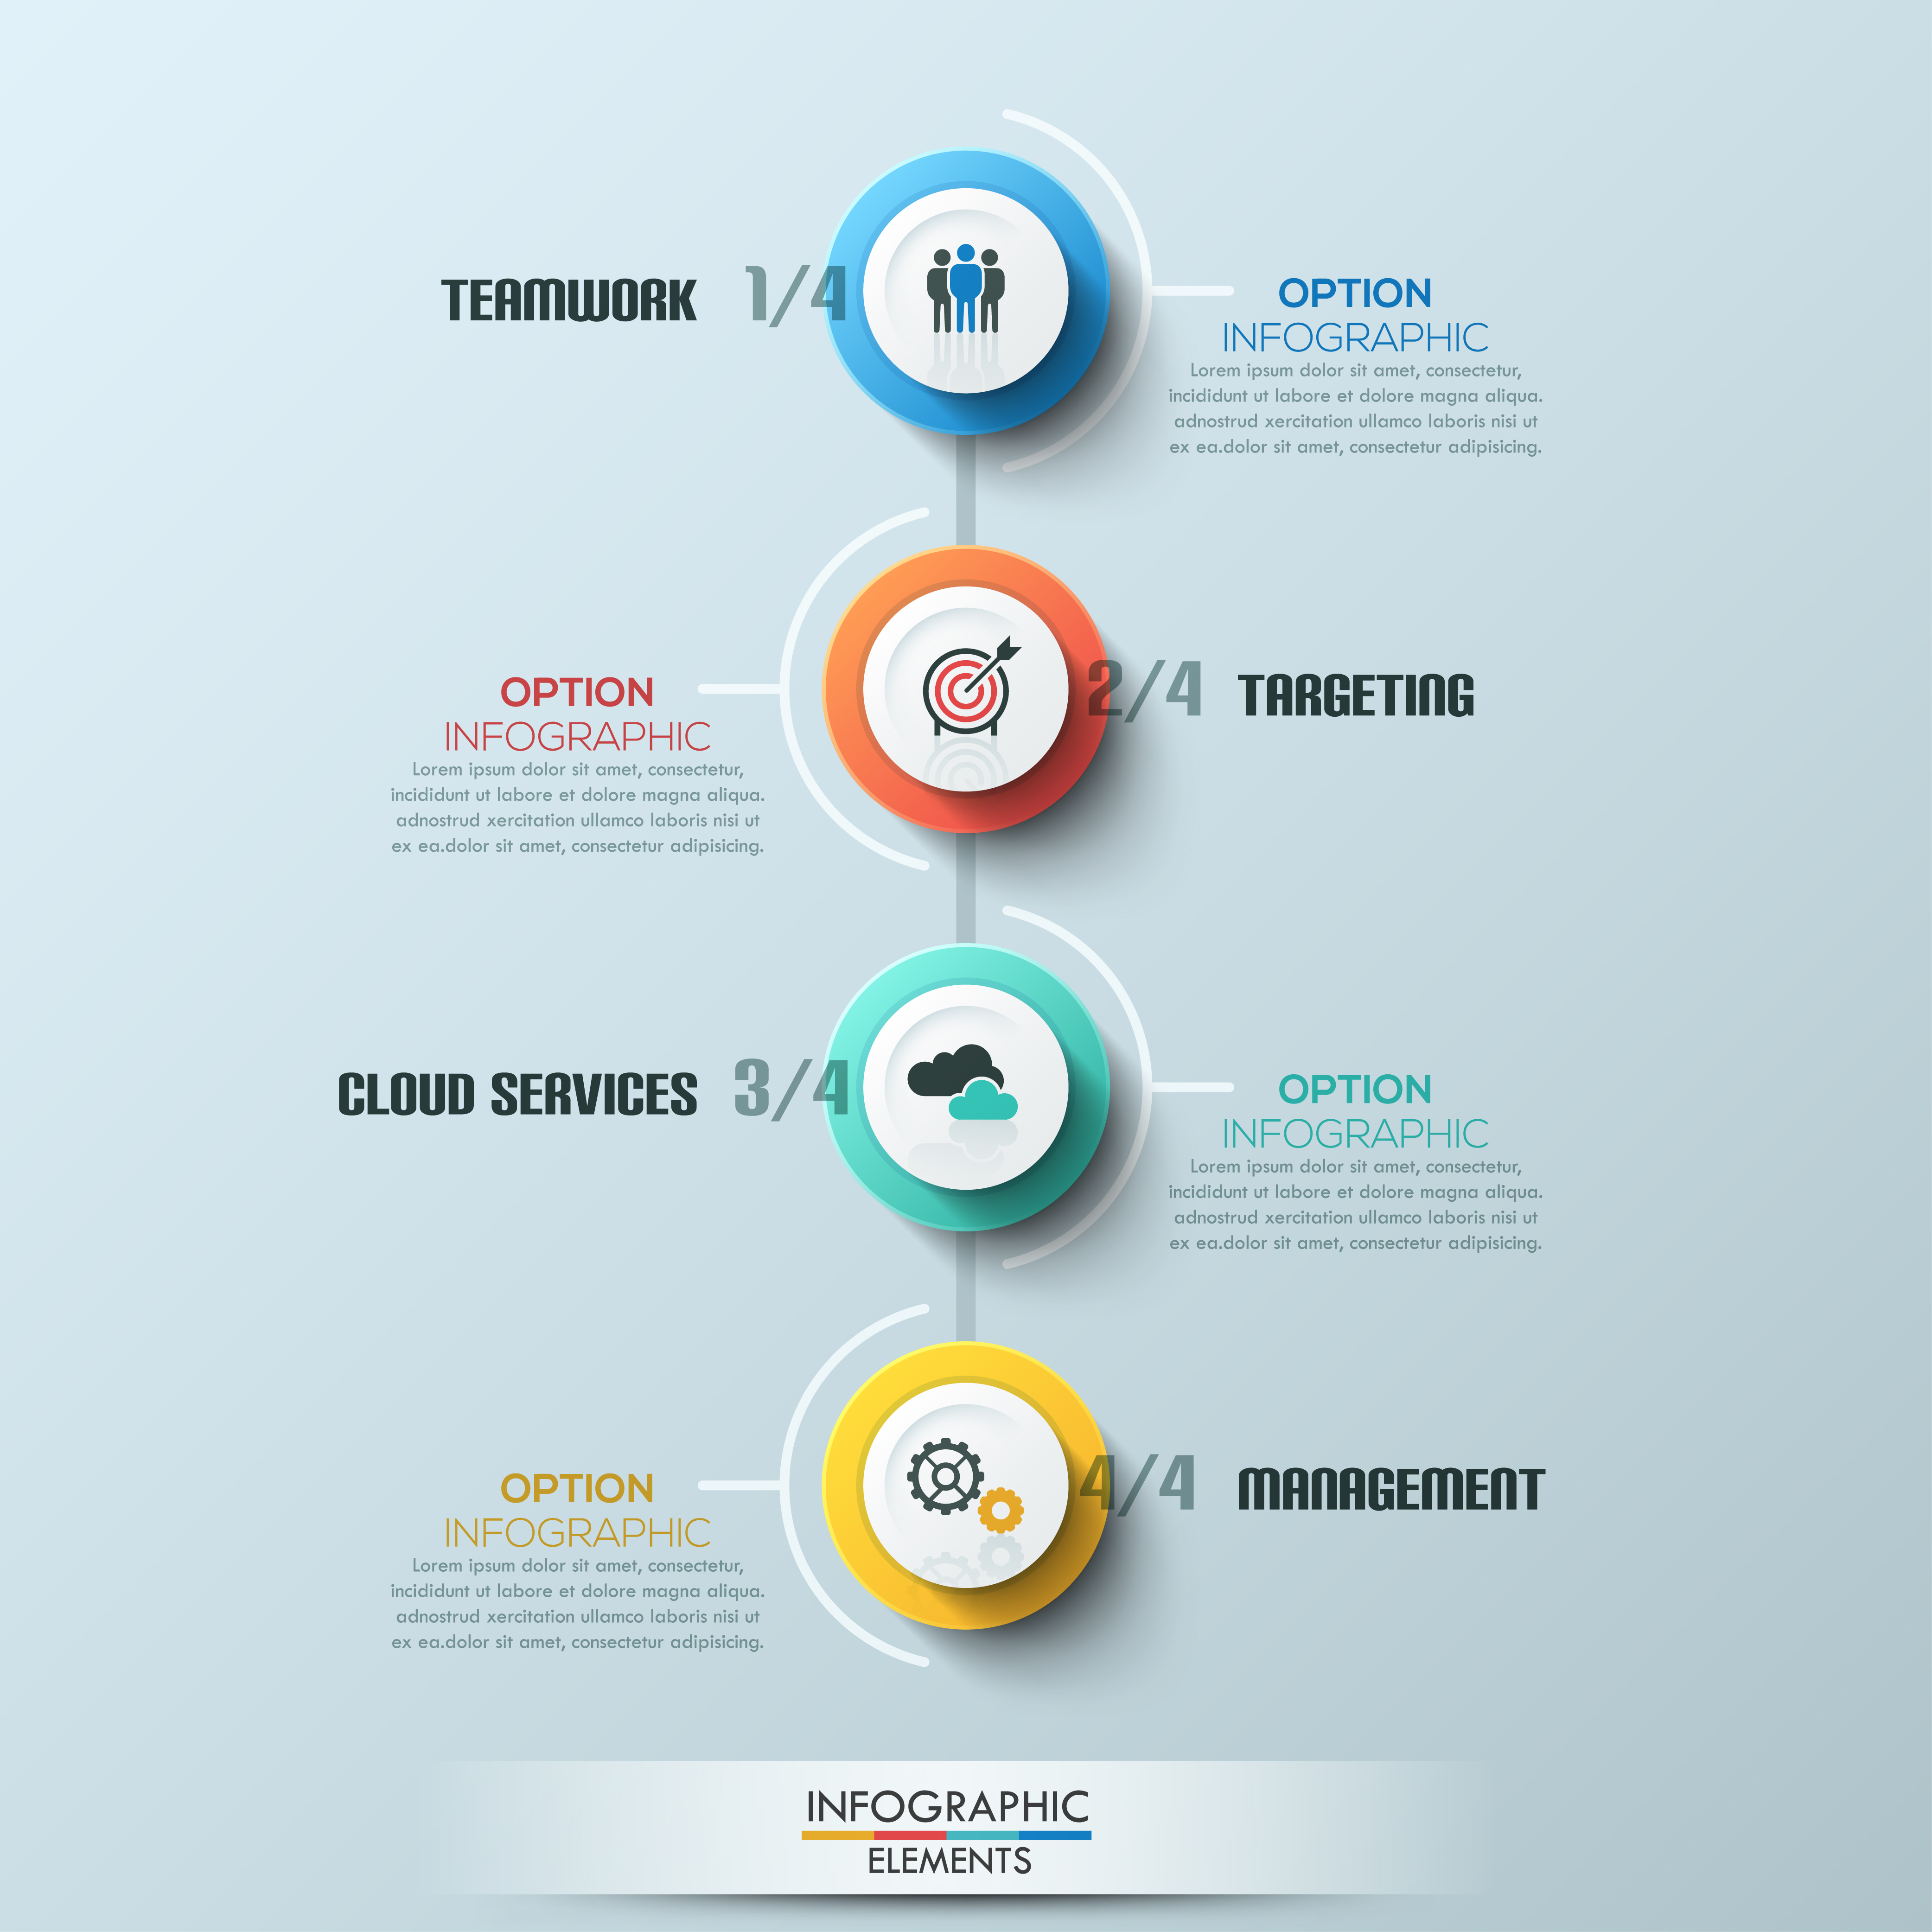 TEAMWORK 1/4
OPTION
INFOGRAPHIC
Lorem ipsum dolor sit amet, consectetur,
incididunt ut labore et dolore magna aliqua.
adnostrud xercitation ullamco laboris nisi ut
ex ea.dolor sit amet, consectetur adipisicing.
2/4 TARGETING
OPTION
INFOGRAPHIC
Lorem ipsum dolor sit amet, consectetur,
incididunt ut labore et dolore magna aliqua.
adnostrud xercitation ullamco laboris nisi ut
ex ea.dolor sit amet, consectetur adipisicing.
CLOUD SERVICES 3/4
OPTION
INFOGRAPHIC
Lorem ipsum dolor sit amet, consectetur,
incididunt ut labore et dolore magna aliqua.
adnostrud xercitation ullamco laboris nisi ut
ex ea.dolor sit amet, consectetur adipisicing.
4/4 MANAGEMENT
OPTION
INFOGRAPHIC
Lorem ipsum dolor sit amet, consectetur,
incididunt ut labore et dolore magna aliqua.
adnostrud xercitation ullamco laboris nisi ut
ex ea.dolor sit amet, consectetur adipisicing.
INFOGRAPHIC
ELEMENTS